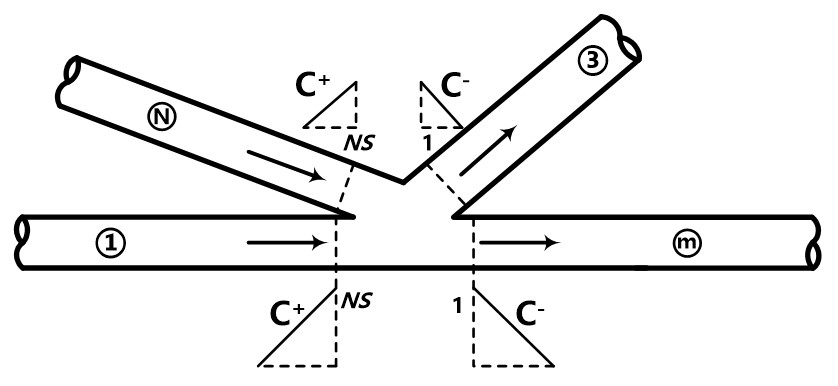 C⁺ C⁻ ③
Ⓝ NS 1
① ⓜ
C⁺ NS 1 C⁻